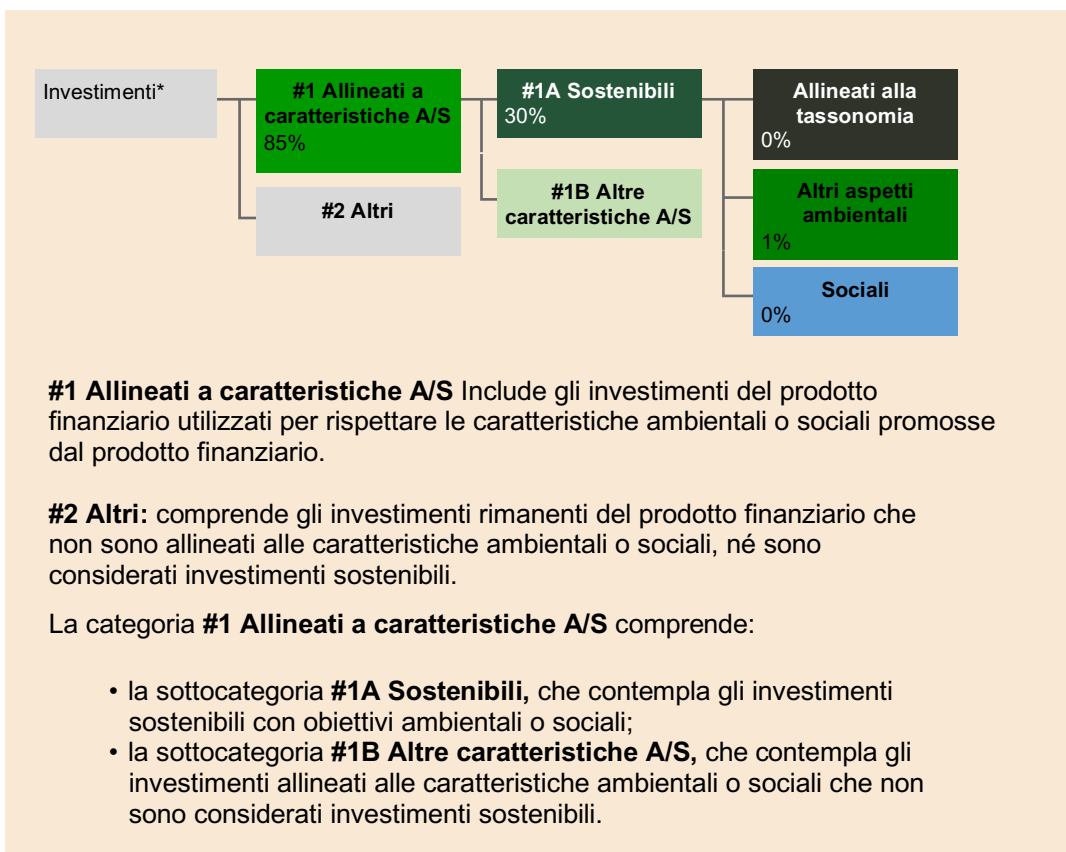 Investimenti*
#1 Allineati a
caratteristiche A/S
85%
#2 Altri
#1A Sostenibili
30%
#1B Altre
caratteristiche A/S
Allineati alla
tassonomia
0%
Altri aspetti
ambientali
1%
Sociali
0%
#1 Allineati a caratteristiche A/S Include gli investimenti del prodotto
finanziario utilizzati per rispettare le caratteristiche ambientali o sociali promosse
dal prodotto finanziario.
#2 Altri: comprende gli investimenti rimanenti del prodotto finanziario che
non sono allineati alle caratteristiche ambientali o sociali, né sono
considerati investimenti sostenibili.
La categoria #1 Allineati a caratteristiche A/S comprende:
• la sottocategoria #1A Sostenibili, che contempla gli investimenti
sostenibili con obiettivi ambientali o sociali;
• la sottocategoria #1B Altre caratteristiche A/S, che contempla gli
investimenti allineati alle caratteristiche ambientali o sociali che non
sono considerati investimenti sostenibili.